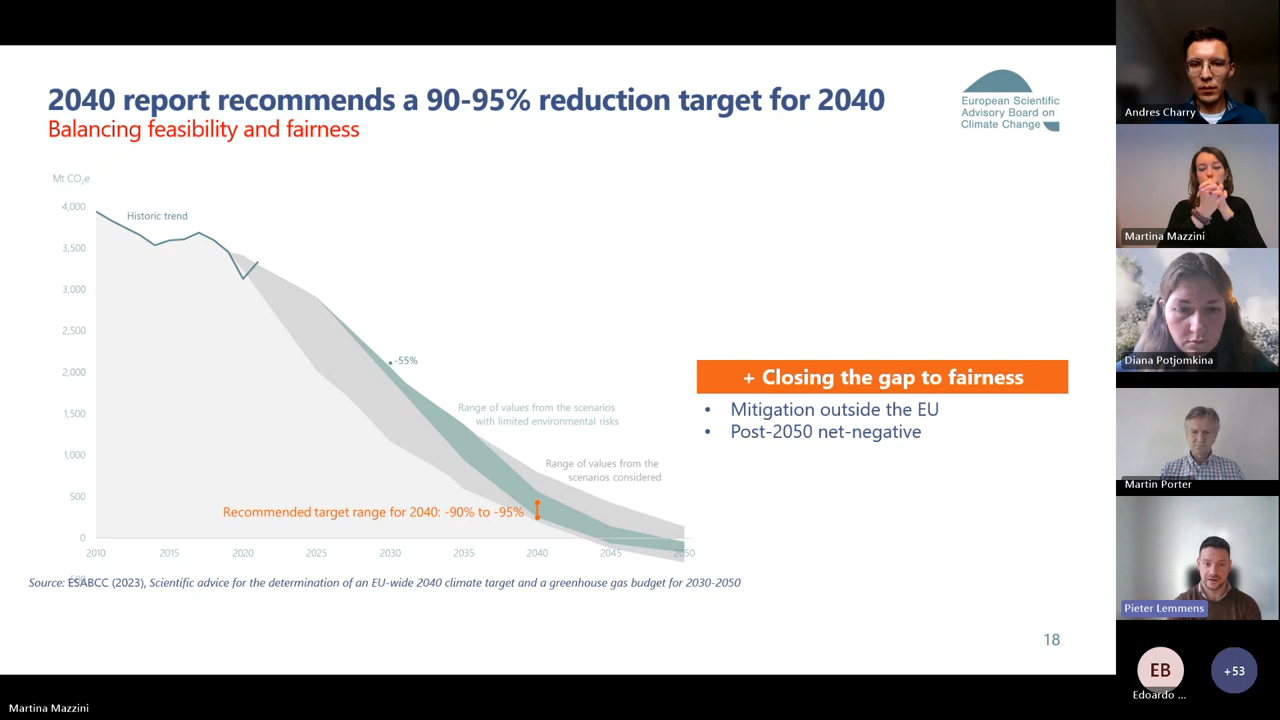 2040 report recommends a 90-95% reduction target for 2040
Balancing feasibility and fairness
European Scientific
Advisory Board on
Climate Change
Mt CO₂e
4,000
3,500
3,000
2,500
2,000
1,500
1,000
500
0
Historic trend
-55%
Range of values from the scenarios
with limited environmental risks
Range of values from the
scenarios considered
Recommended target range for 2040: -90% to -95%
2010
2015
2020
2025
2030
2035
2040
2045
2050
+ Closing the gap to fairness
• Mitigation outside the EU
• Post-2050 net-negative
Source: ESABCC (2023), Scientific advice for the determination of an EU-wide 2040 climate target and a greenhouse gas budget for 2030-2050
18
Andres Charry
Martina Mazzini
Diana Potjomkina
Martin Porter
Pieter Lemmens
EB
Edoardo ...
+53
Martina Mazzini